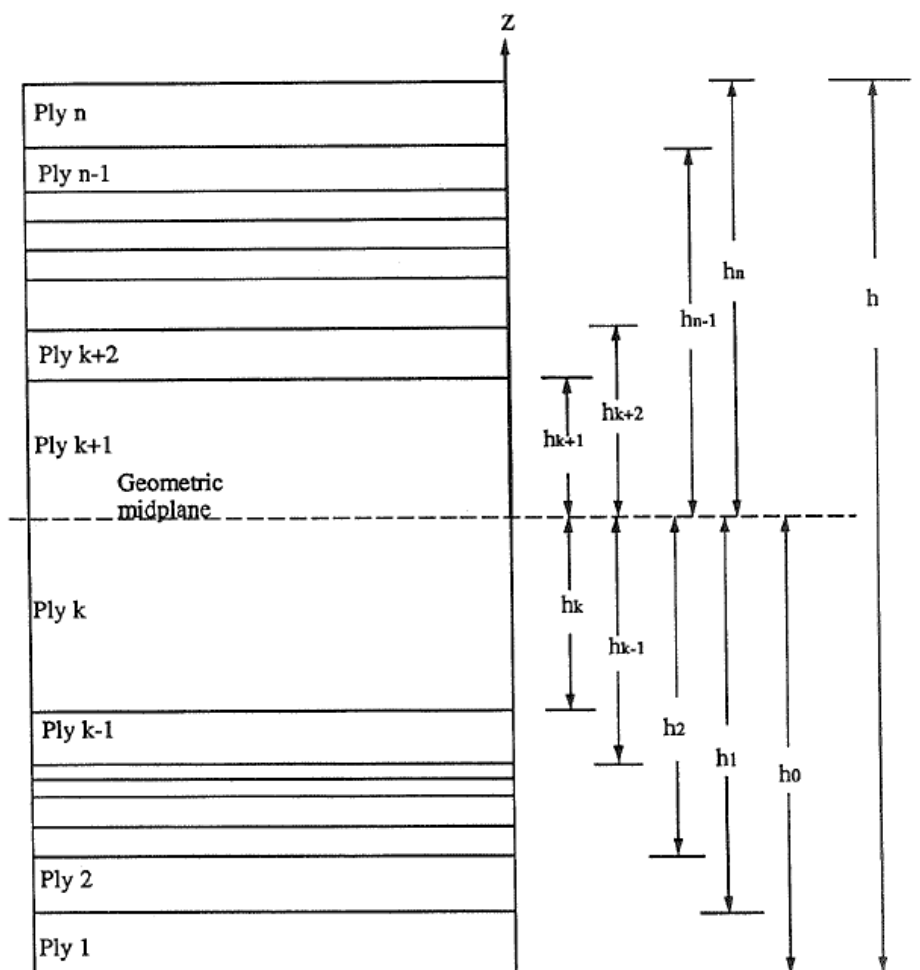 z
Ply n
Ply n-1
hn
h
hn-1
Ply k+2
hk+2
hk+1
Ply k+1
Geometric
midplane
Ply k
hk
hk-1
Ply k-1
h2
h1
h0
Ply 2
Ply 1